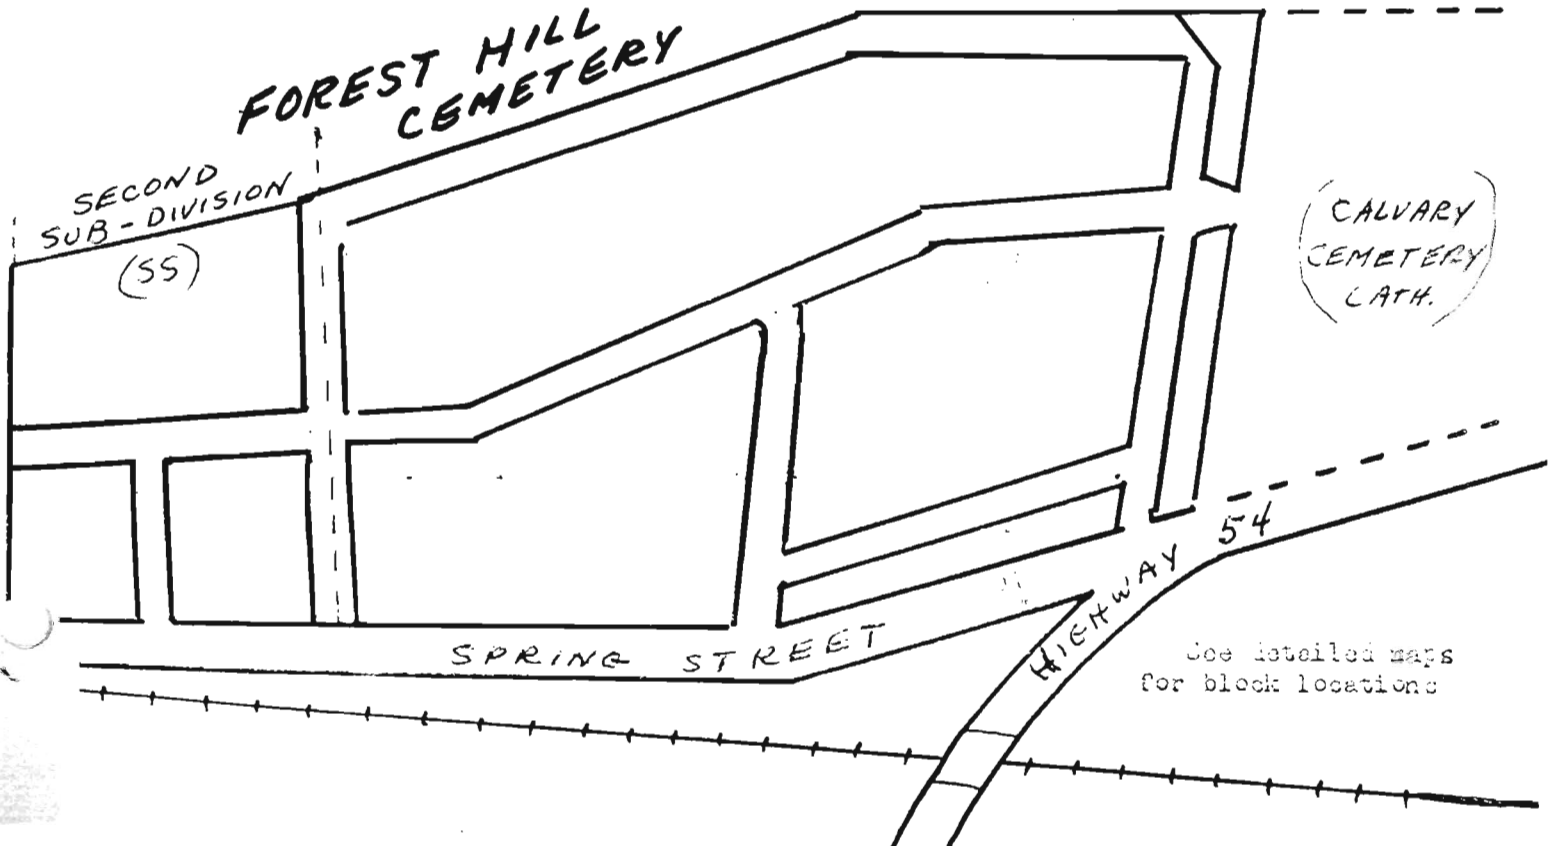 FOREST HILL
CEMETERY
SECOND
SUB-DIVISION
(SS)
(CALVARY
CEMETERY
CATH.)
HIGHWAY 54
SPRING STREET
See detailed maps
for block locations